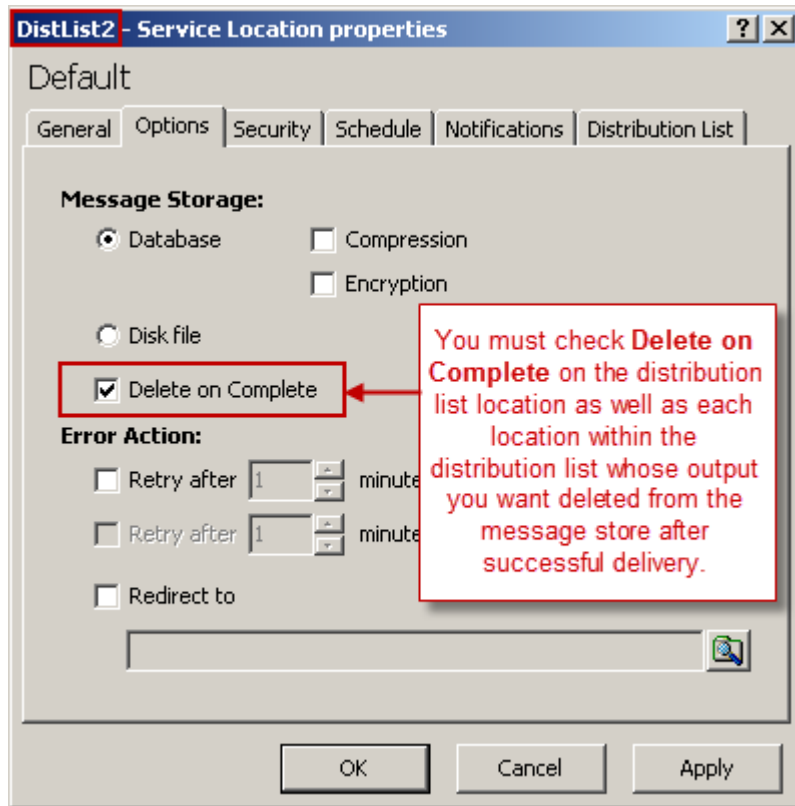 DistList2 - Service Location properties
Default
General Options Security Schedule Notifications Distribution List
Message Storage:
Database Compression
Encryption
Disk file
Delete on Complete
You must check Delete on
Complete on the distribution
list location as well as each
location within the
distribution list whose output
you want deleted from the
message store after
successful delivery.
Error Action:
Retry after 1 minute
Retry after 1 minute
Redirect to
OK Cancel Apply